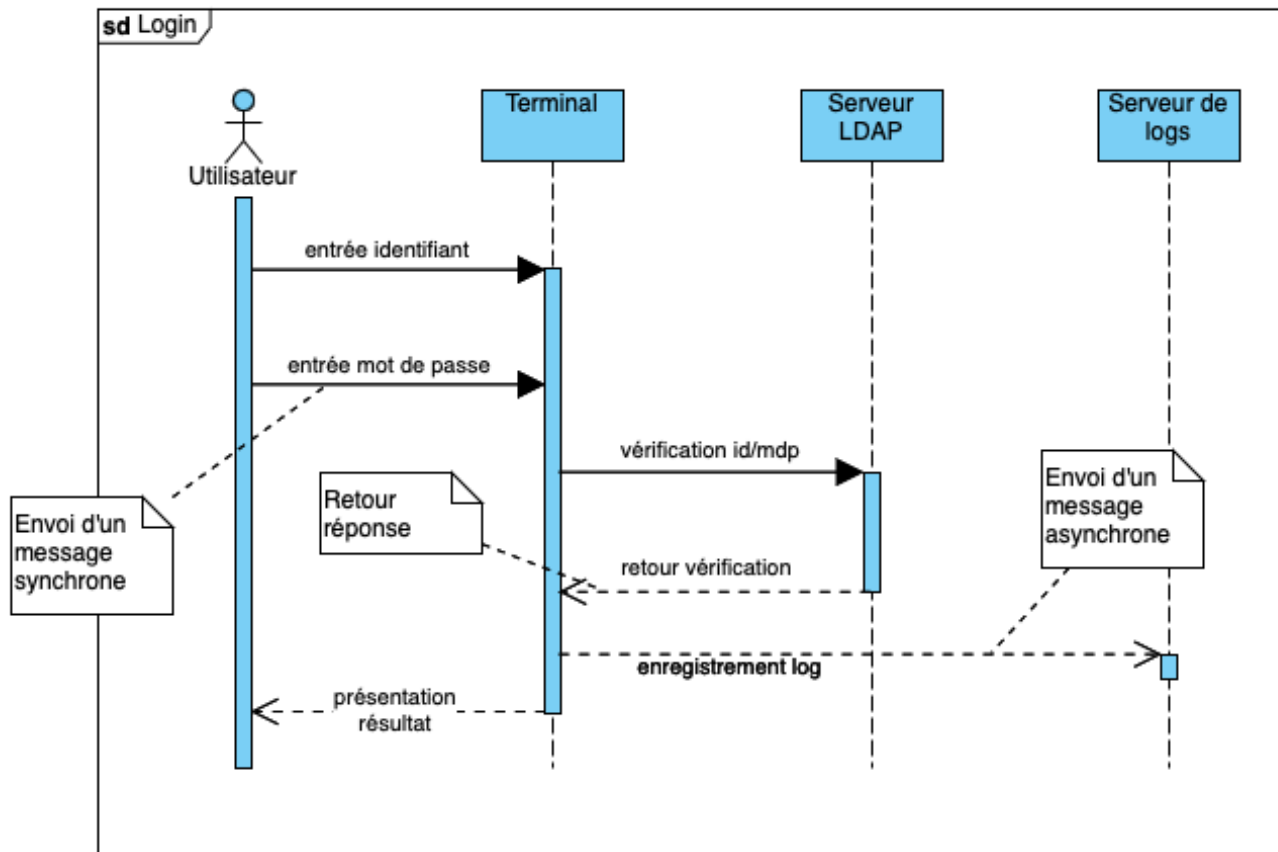 sd Login
Utilisateur
Terminal
Serveur
LDAP
Serveur de
logs
entrée identifiant
entrée mot de passe
vérification id/mdp
Envoi d'un
message
synchrone
Retour
réponse
Envoi d'un
message
asynchrone
retour vérification
enregistrement log
présentation
résultat